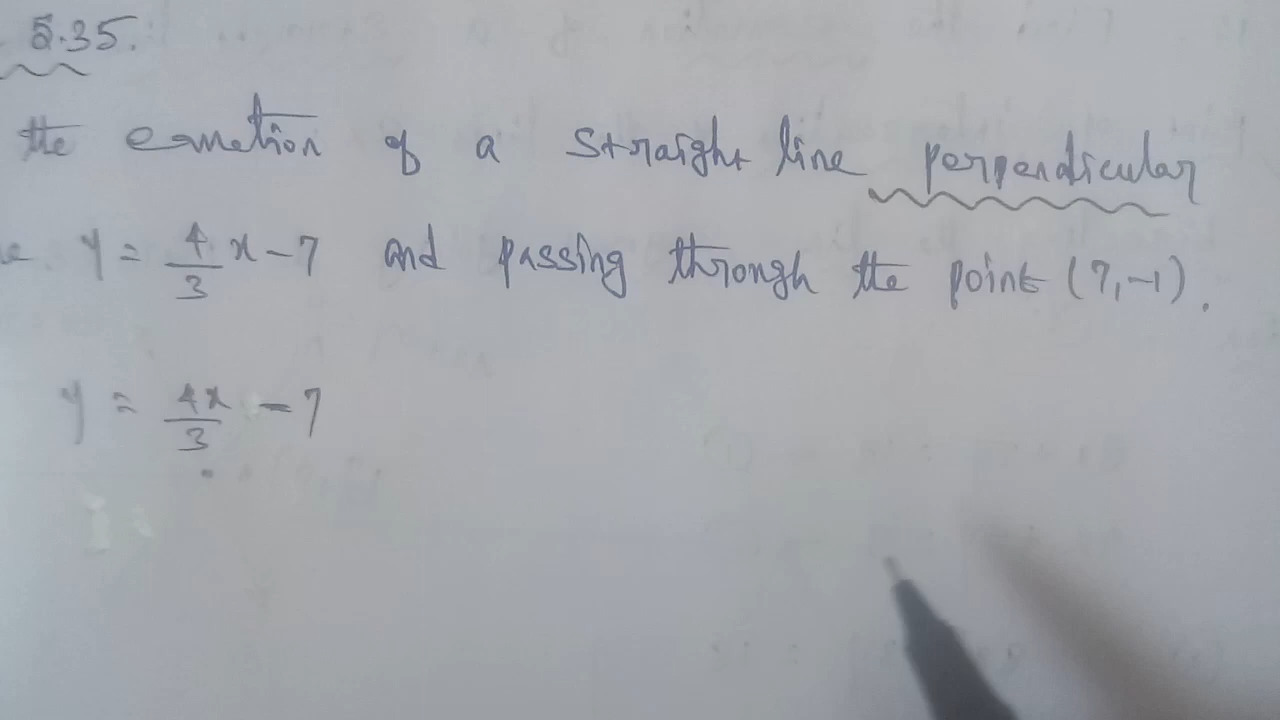 5.35.
the equation of a straight line perpendicular
y = 4/3 x - 7 and passing through the point (7,-1).
y = 4x/3 - 7